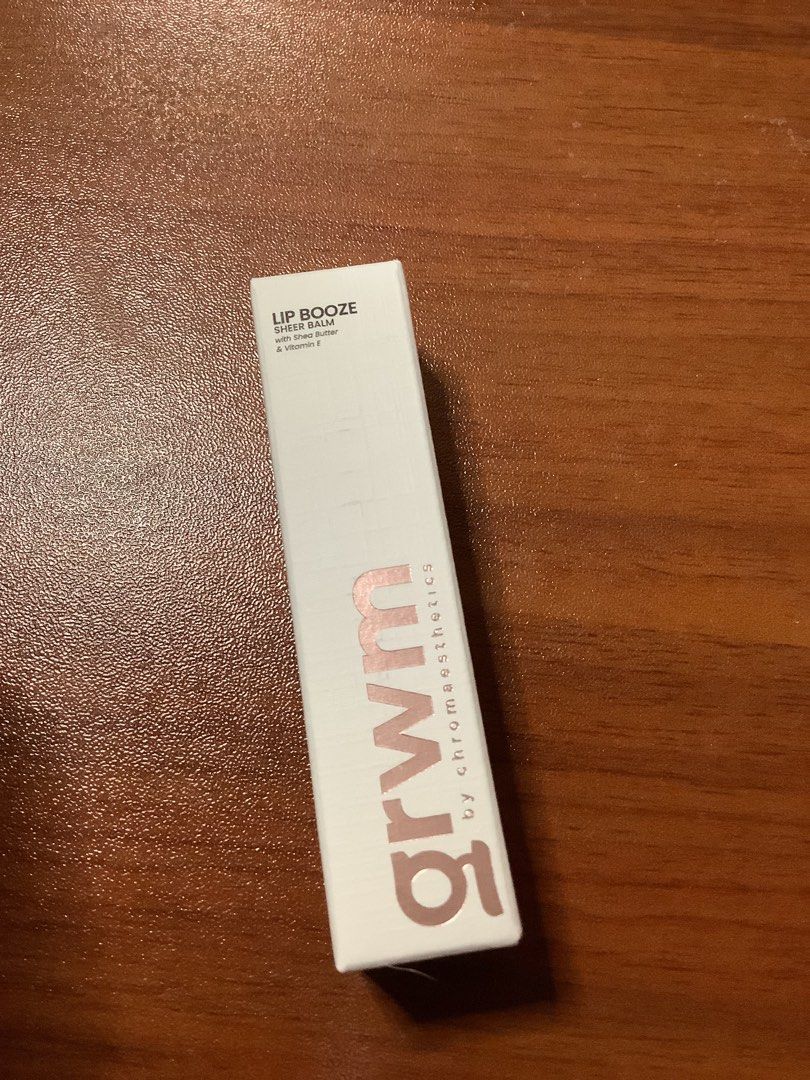 LIP BOOZE
SHEER BALM
with Shea Butter
& Vitamin E
grwm
by chromaesthetics